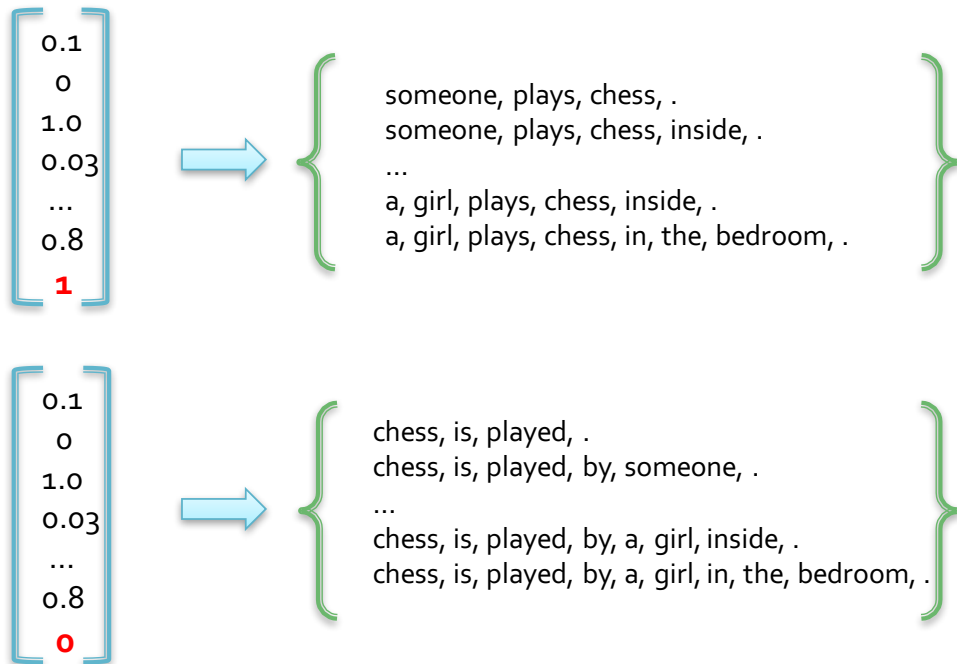 0.1
0
1.0
0.03
...
0.8
1
someone, plays, chess, .
someone, plays, chess, inside, .
...
a, girl, plays, chess, inside, .
a, girl, plays, chess, in, the, bedroom, .
0.1
0
1.0
0.03
...
0.8
0
chess, is, played, .
chess, is, played, by, someone, .
...
chess, is, played, by, a, girl, inside, .
chess, is, played, by, a, girl, in, the, bedroom, .